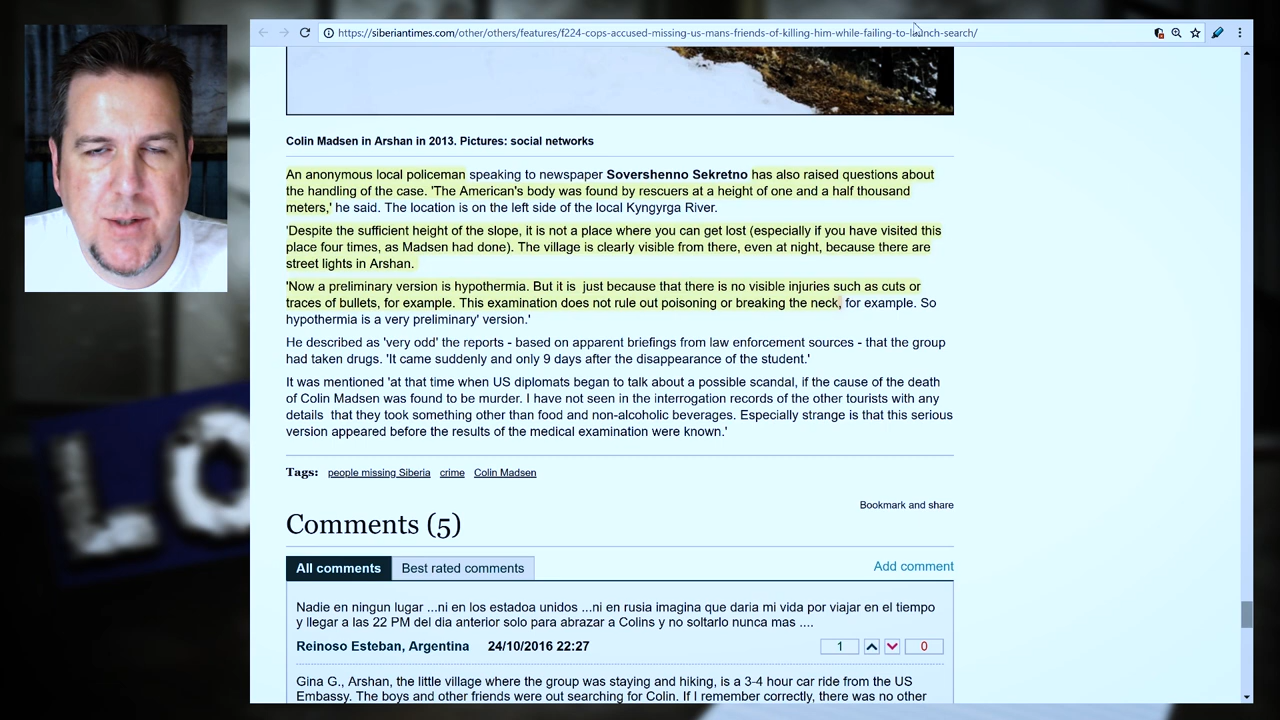 https://siberiantimes.com/other/others/features/f224-cops-accused-missing-us-mans-friends-of-killing-him-while-failing-to-launch-search/
Colin Madsen in Arshan in 2013. Pictures: social networks
An anonymous local policeman speaking to newspaper Sovershenno Sekretno has also raised questions about
the handling of the case. 'The American's body was found by rescuers at a height of one and a half thousand
meters,' he said. The location is on the left side of the local Kyngyrga River.
'Despite the sufficient height of the slope, it is not a place where you can get lost (especially if you have visited this
place four times, as Madsen had done). The village is clearly visible from there, even at night, because there are
street lights in Arshan.
'Now a preliminary version is hypothermia. But it is  just because that there is no visible injuries such as cuts or
traces of bullets, for example. This examination does not rule out poisoning or breaking the neck, for example. So
hypothermia is a very preliminary' version.'
He described as 'very odd' the reports - based on apparent briefings from law enforcement sources - that the group
had taken drugs. 'It came suddenly and only 9 days after the disappearance of the student.'
It was mentioned 'at that time when US diplomats began to talk about a possible scandal, if the cause of the death
of Colin Madsen was found to be murder. I have not seen in the interrogation records of the other tourists with any
details  that they took something other than food and non-alcoholic beverages. Especially strange is that this serious
version appeared before the results of the medical examination were known.'
Tags: people missing Siberia crime Colin Madsen
Bookmark and share
Comments (5)
All comments Best rated comments Add comment
Nadie en ningun lugar ...ni en los estadoa unidos ...ni en rusia imagina que daria mi vida por viajar en el tiempo
y llegar a las 22 PM del dia anterior solo para abrazar a Colins y no soltarlo nunca mas ....
Reinoso Esteban, Argentina 24/10/2016 22:27 1 0
Gina G., Arshan, the little village where the group was staying and hiking, is a 3-4 hour car ride from the US
Embassy. The boys and other friends were out searching for Colin. If I remember correctly, there was no other
LO